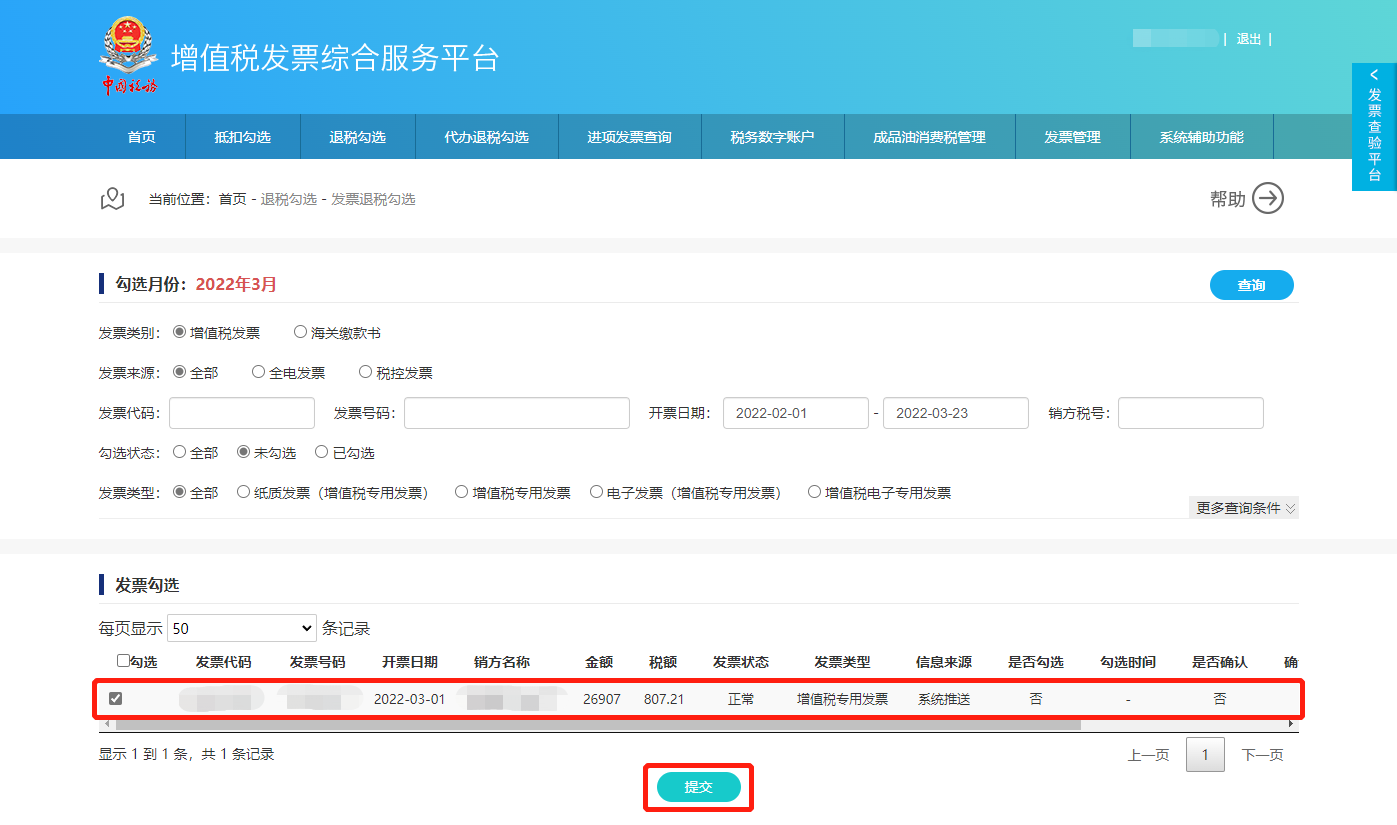 中国税务
增值税发票综合服务平台
| 退出 |
< 发票查验平台
首页 抵扣勾选 退税勾选 代办退税勾选 进项发票查询 税务数字账户 成品油消费税管理 发票管理 系统辅助功能
当前位置：首页 - 退税勾选 - 发票退税勾选
帮助
勾选月份：2022年3月
查询
发票类别： 增值税发票 海关缴款书
发票来源： 全部 全电发票 税控发票
发票代码： 发票号码： 开票日期： 2022-02-01 - 2022-03-23 销方税号：
勾选状态： 全部 未勾选 已勾选
发票类型： 全部 纸质发票（增值税专用发票） 增值税专用发票 电子发票（增值税专用发票） 增值税电子专用发票
更多查询条件
发票勾选
每页显示 50 条记录
勾选 发票代码 发票号码 开票日期 销方名称 金额 税额 发票状态 发票类型 信息来源 是否勾选 勾选时间 是否确认 确
2022-03-01 26907 807.21 正常 增值税专用发票 系统推送 否 - 否
显示 1 到 1 条，共 1 条记录
上一页 1 下一页
提交